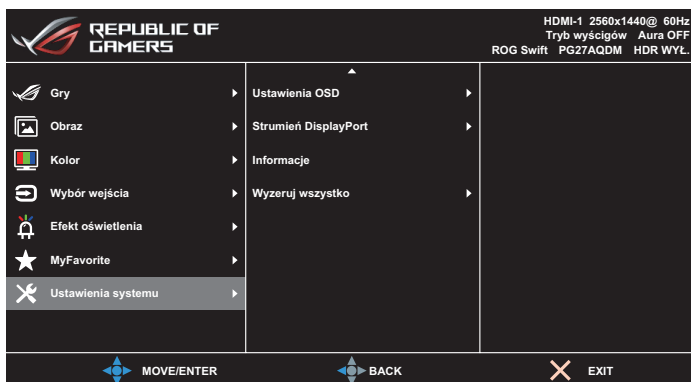 REPUBLIC OF
GAMERS
HDMI-1 2560x1440@ 60Hz
Tryb wyścigów Aura OFF
ROG Swift PG27AQDM HDR WYŁ.
Gry
Obraz
Kolor
Wybór wejścia
Efekt oświetlenia
MyFavorite
Ustawienia systemu
Ustawienia OSD
Strumień DisplayPort
Informacje
Wyzeruj wszystko
MOVE/ENTER
BACK
EXIT